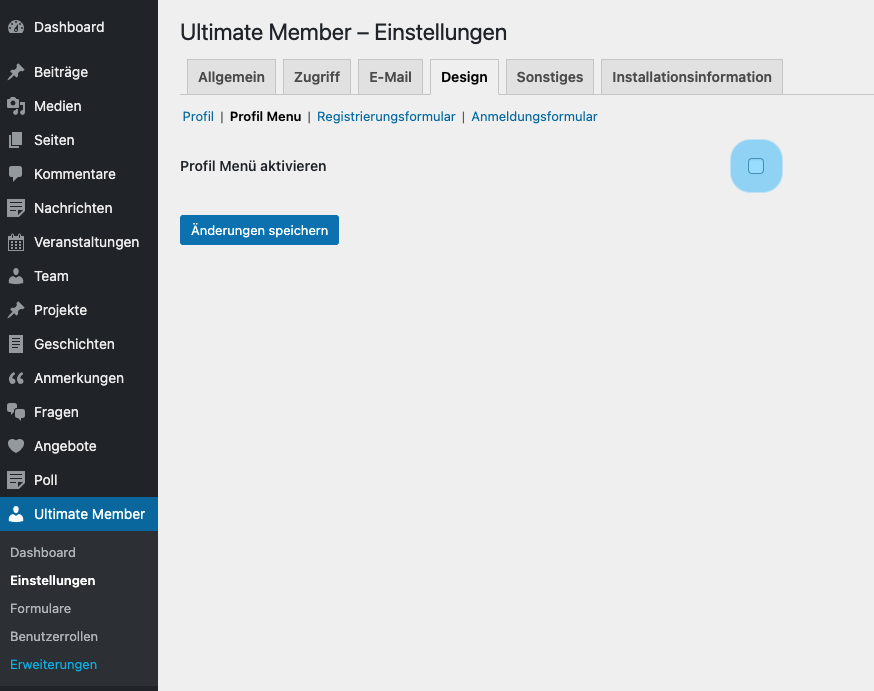 Dashboard
Beiträge
Medien
Seiten
Kommentare
Nachrichten
Veranstaltungen
Team
Projekte
Geschichten
Anmerkungen
Fragen
Angebote
Poll
Ultimate Member
Dashboard
Einstellungen
Formulare
Benutzerrollen
Erweiterungen
Ultimate Member – Einstellungen
Allgemein Zugriff E-Mail Design Sonstiges Installationsinformation
Profil | Profil Menu | Registrierungsformular | Anmeldungsformular
Profil Menü aktivieren
Änderungen speichern